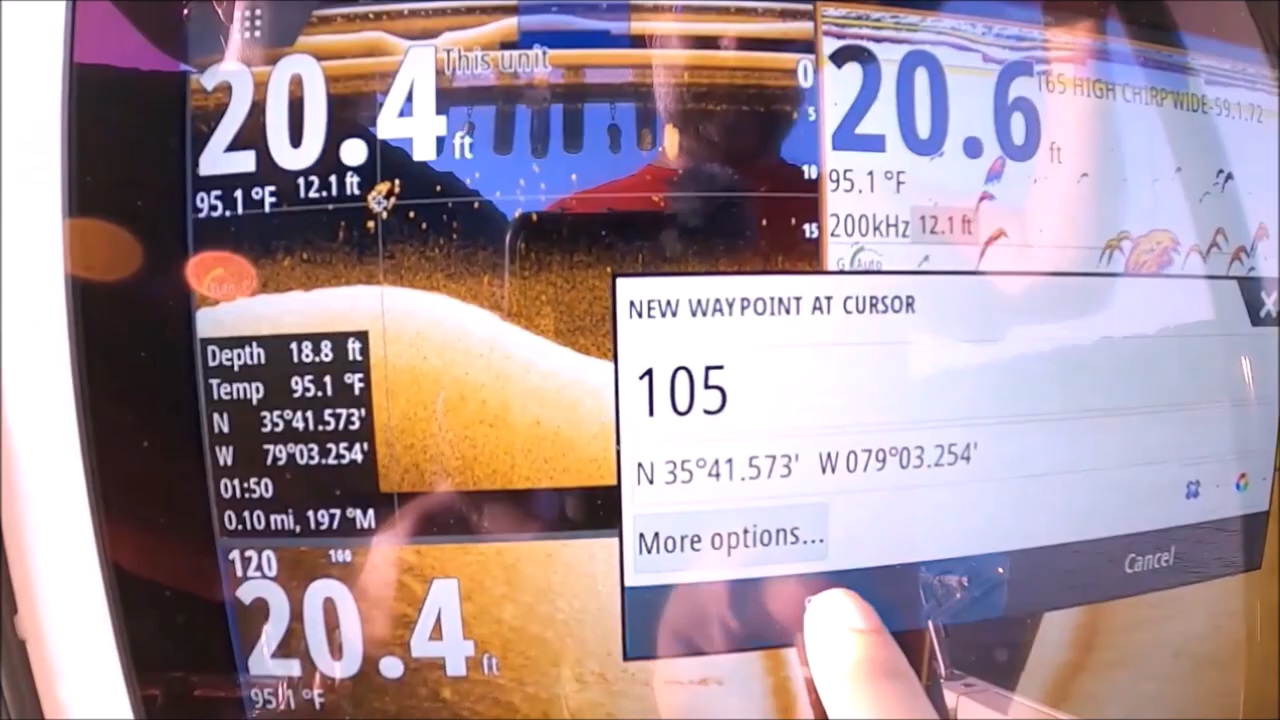 This unit
20.4 ft
95.1 °F 12.1 ft
0
5
10
15
20.6 ft
T65 HIGH CHIRP WIDE-59.1.72
95.1 °F
200kHz 12.1 ft
G Auto
Auto
Depth 18.8 ft
Temp 95.1 °F
N 35°41.573'
W 79°03.254'
01:50
0.10 mi, 197 °M
NEW WAYPOINT AT CURSOR
X
105
N 35°41.573' W 079°03.254'
More options...
Cancel
120 100
20.4 ft
95.1 °F